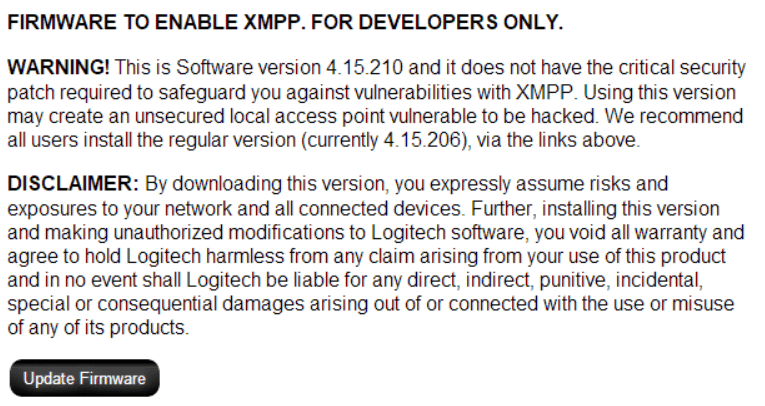 FIRMWARE TO ENABLE XMPP. FOR DEVELOPERS ONLY.
WARNING! This is Software version 4.15.210 and it does not have the critical security
patch required to safeguard you against vulnerabilities with XMPP. Using this version
may create an unsecured local access point vulnerable to be hacked. We recommend
all users install the regular version (currently 4.15.206), via the links above.
DISCLAIMER: By downloading this version, you expressly assume risks and
exposures to your network and all connected devices. Further, installing this version
and making unauthorized modifications to Logitech software, you void all warranty and
agree to hold Logitech harmless from any claim arising from your use of this product
and in no event shall Logitech be liable for any direct, indirect, punitive, incidental,
special or consequential damages arising out of or connected with the use or misuse
of any of its products.
Update Firmware